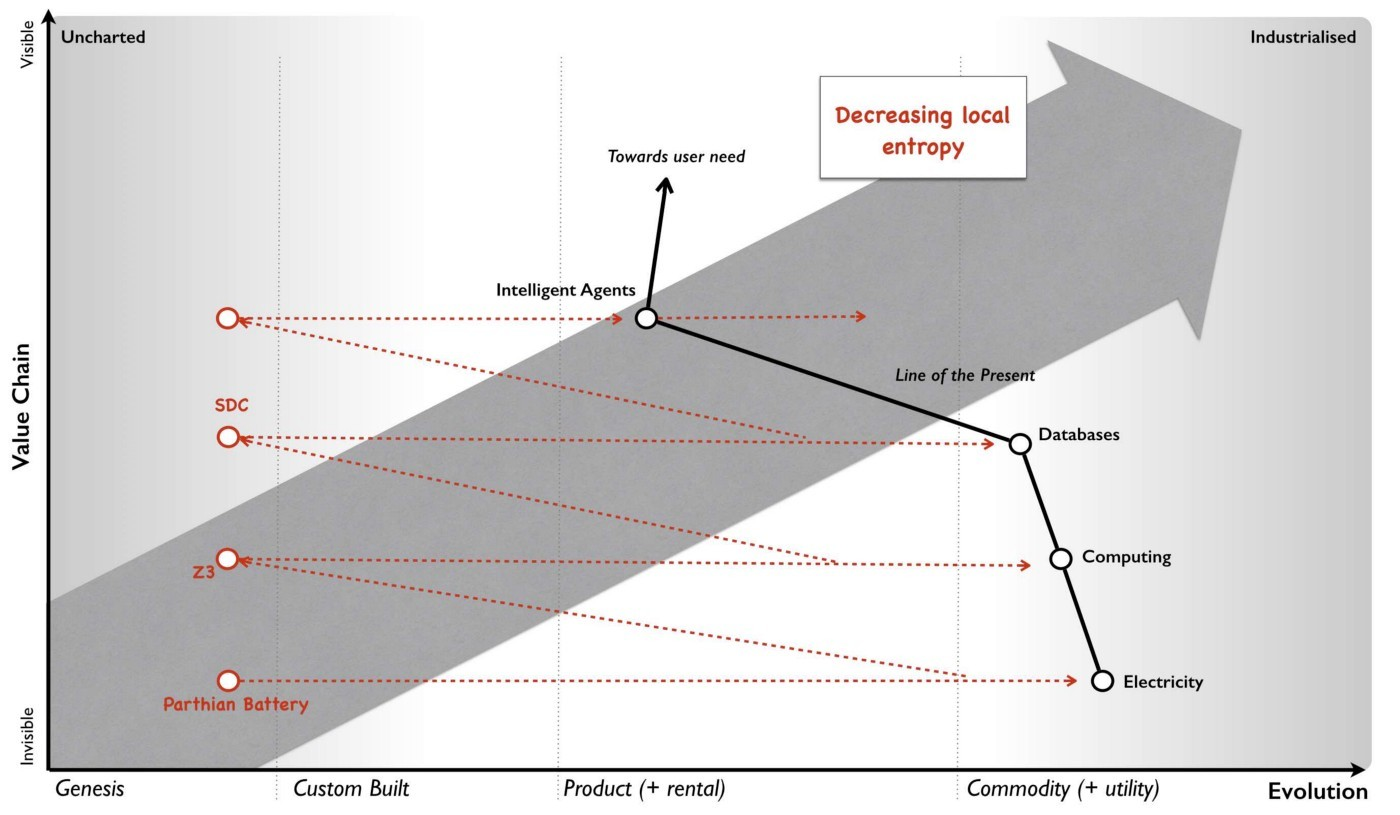 Visible
Uncharted
Industrialised
Decreasing local
entropy
Towards user need
Intelligent Agents
Line of the Present
SDC
Databases
Value Chain
Computing
Z3
Electricity
Parthian Battery
Invisible
Genesis
Custom Built
Product (+ rental)
Commodity (+ utility)
Evolution